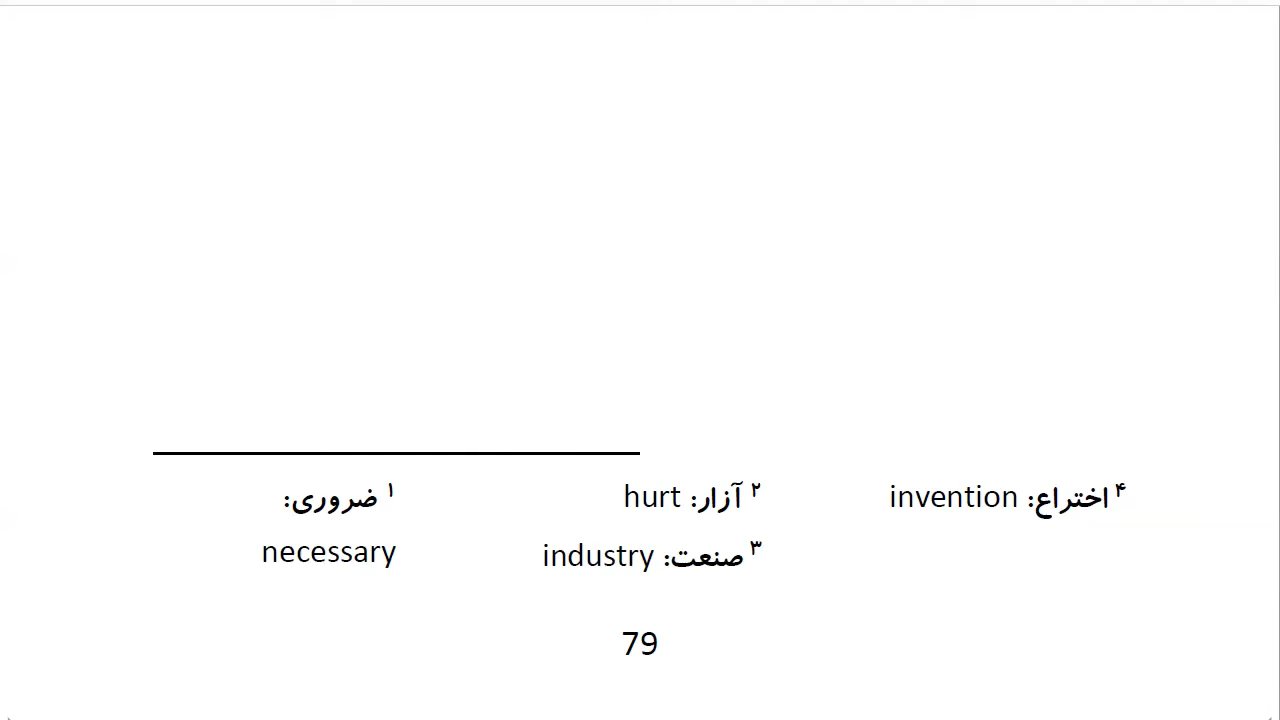 ۱ ضروری:
necessary
۲ آزار: hurt
۳ صنعت: industry
۴ اختراع: invention
79